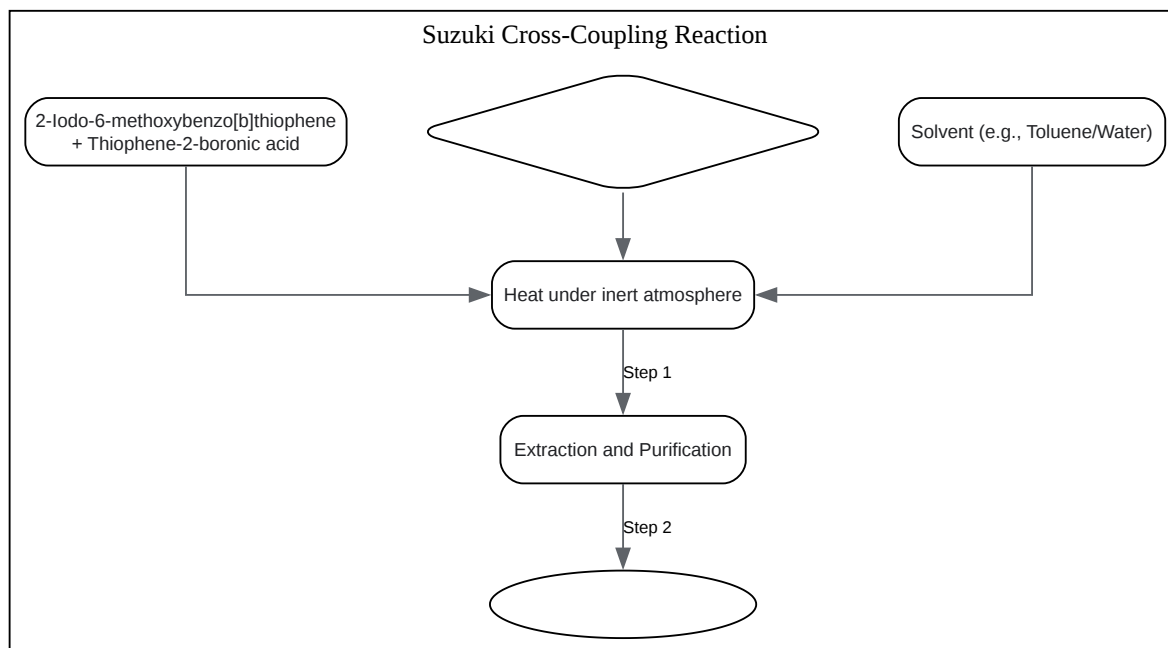 Suzuki Cross-Coupling Reaction
2-Iodo-6-methoxybenzo[b]thiophene
+ Thiophene-2-boronic acid
Solvent (e.g., Toluene/Water)
Heat under inert atmosphere
Step 1
Extraction and Purification
Step 2